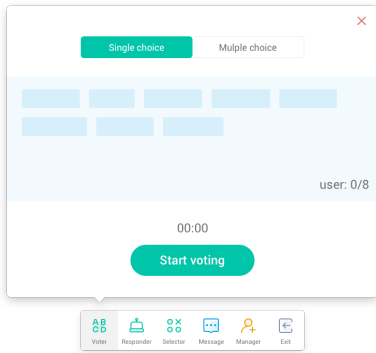 Single choice Mulple choice
user: 0/8
00:00
Start voting
A B
C D
Voter Responder Selector Message Manager Exit